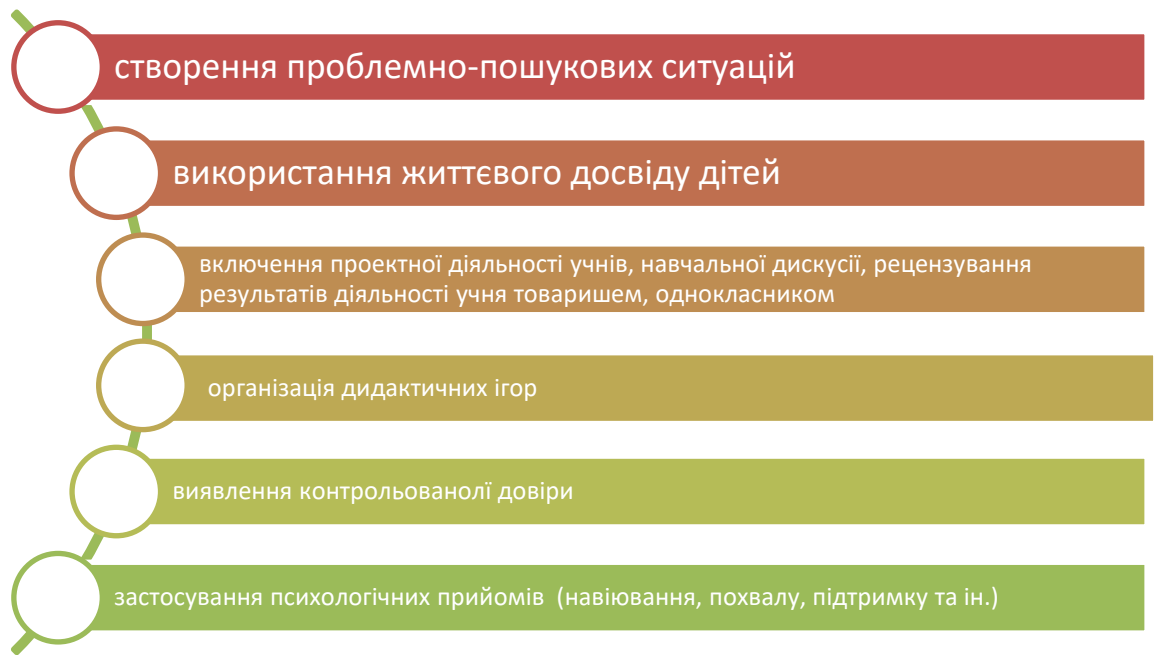 створення проблемно-пошукових ситуацій
використання життєвого досвіду дітей
включення проектної діяльності учнів, навчальної дискусії, рецензування
результатів діяльності учня товаришем, однокласником
організація дидактичних ігор
виявлення контрольованолї довіри
застосування психологічних прийомів  (навіювання, похвалу, підтримку та ін.)